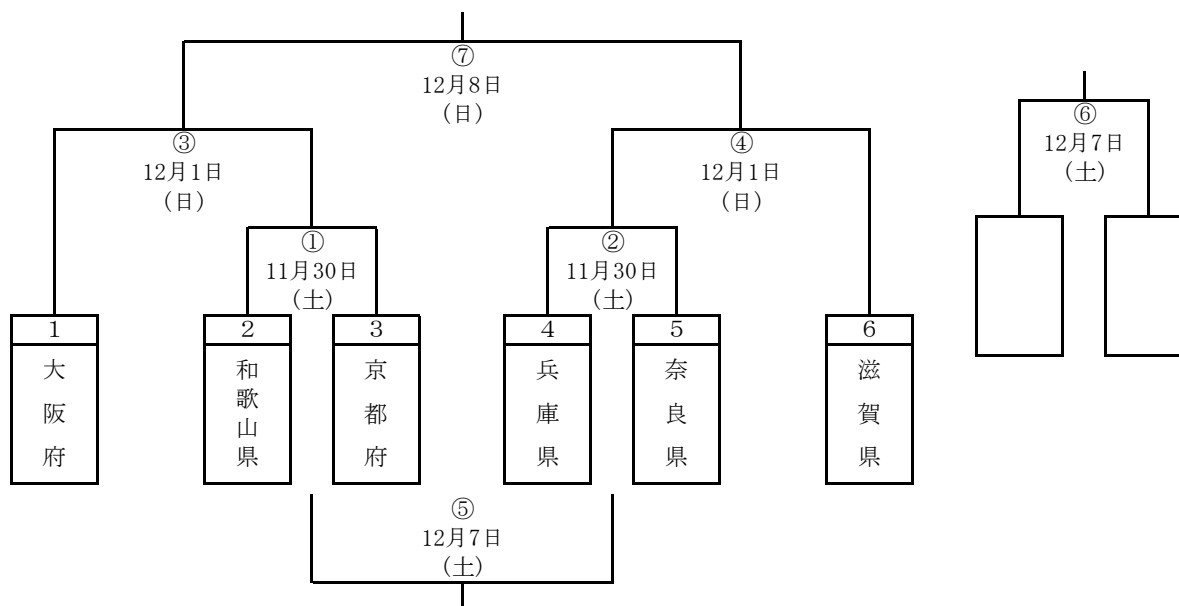 ⑦
12月8日
(日)
⑥
12月7日
(土)
③
12月1日
(日)
④
12月1日
(日)
①
11月30日
(土)
②
11月30日
(土)
1
大阪府
2
和歌山県
3
京都府
4
兵庫県
5
奈良県
6
滋賀県
⑤
12月7日
(土)